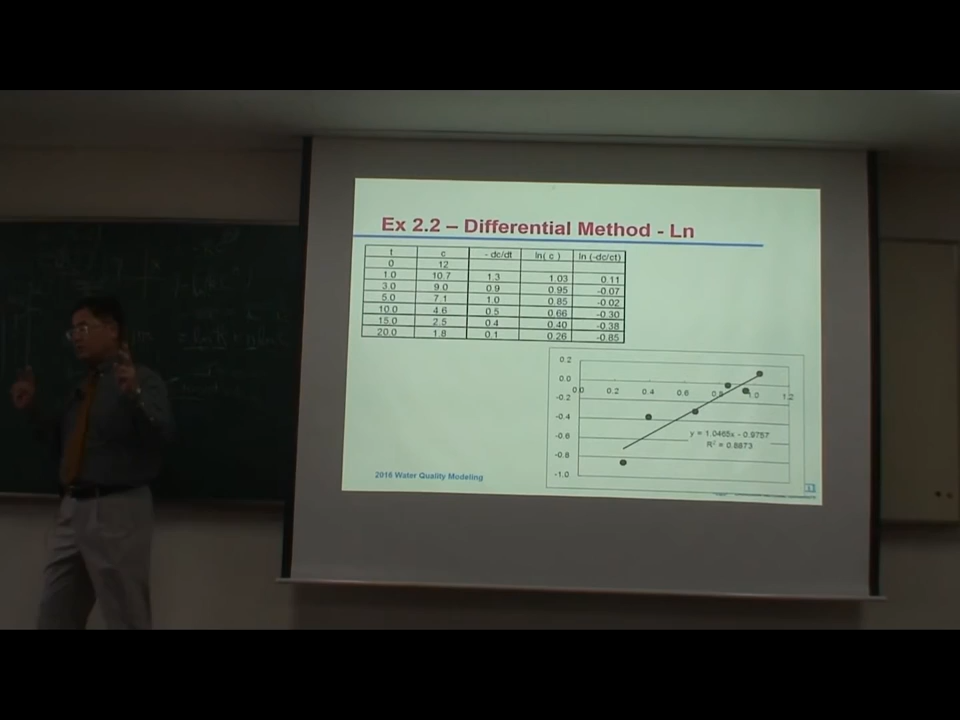 Ex 2.2 – Differential Method - Ln
t c - dc/dt ln( c ) ln (-dc/dt)
0 12
1.0 10.7 1.3 1.03 0.11
3.0 9.0 0.9 0.95 -0.07
5.0 7.1 1.0 0.85 -0.02
10.0 4.6 0.5 0.66 -0.30
15.0 2.5 0.4 0.40 -0.38
20.0 1.8 0.1 0.26 -0.85
0.2
0.0
0.0 0.2 0.4 0.6 0.8 1.0 1.2
-0.2
-0.4
-0.6
-0.8
-1.0
y = 1.0465x - 0.9757
R² = 0.8873
2016 Water Quality Modeling